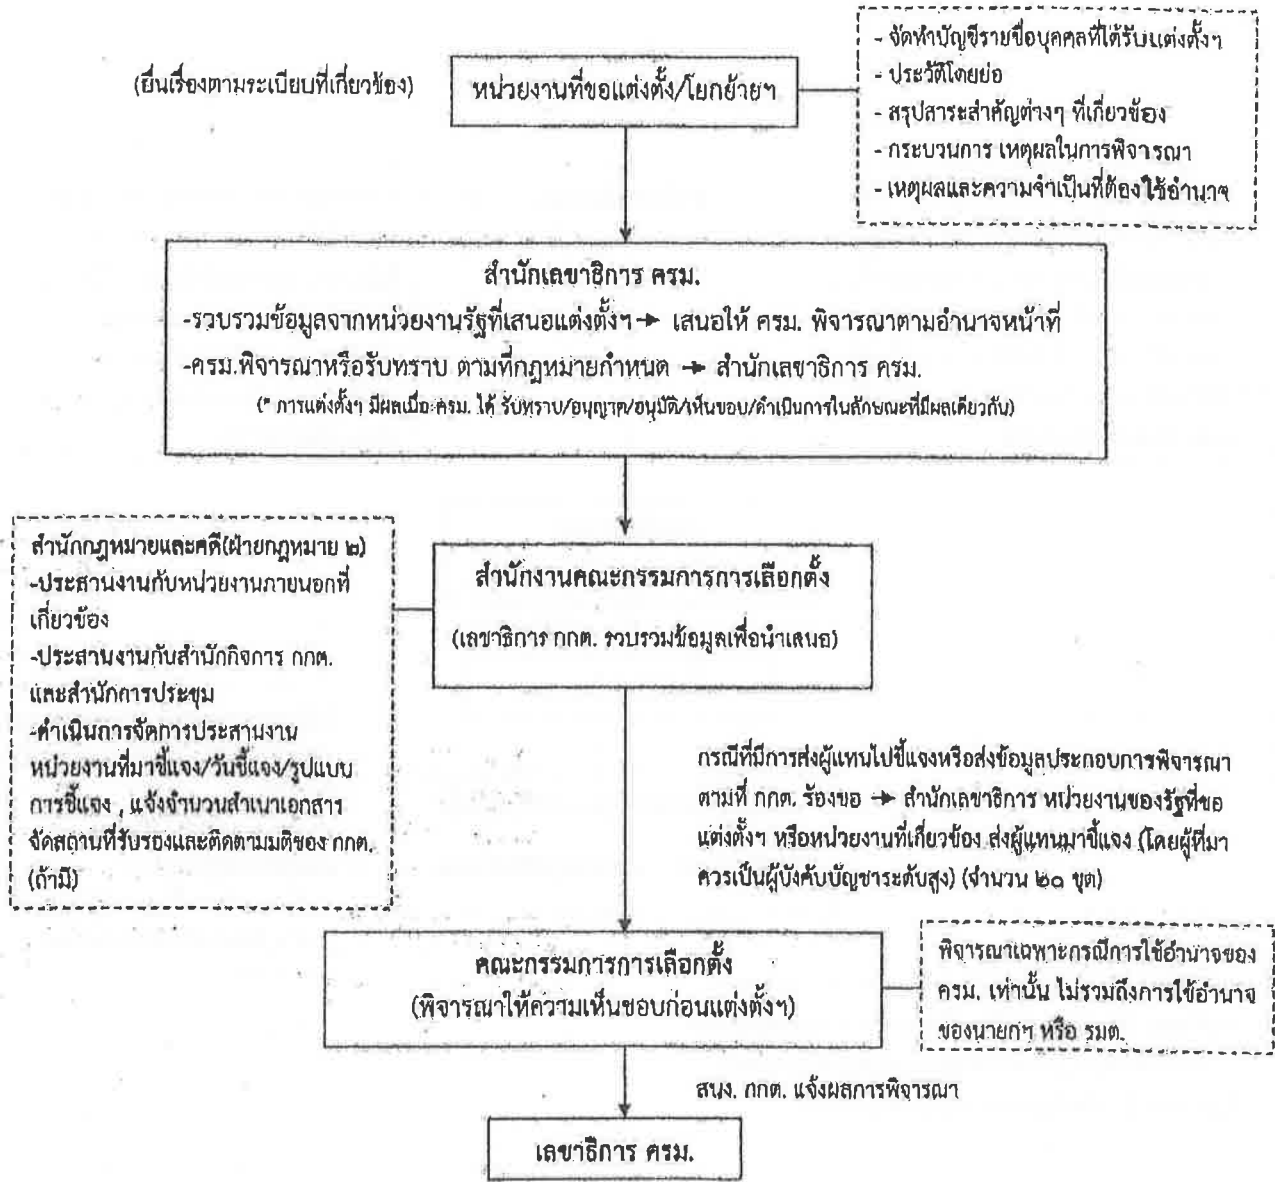 (ยื่นเรื่องตามระเบียบที่เกี่ยวข้อง)
หน่วยงานที่ขอแต่งตั้ง/โยกย้ายฯ
- จัดทำบัญชีรายชื่อบุคคลที่ได้รับแต่งตั้งฯ
- ประวัติโดยย่อ
- สรุปสาระสำคัญต่างๆ ที่เกี่ยวข้อง
- กระบวนการ เหตุผลในการพิจารณา
- เหตุผลและความจำเป็นที่ต้องใช้อำนาจ
สำนักเลขาธิการ ครม.
-รวบรวมข้อมูลจากหน่วยงานรัฐที่เสนอแต่งตั้งฯ → เสนอให้ ครม. พิจารณาตามอำนาจหน้าที่
-ครม.พิจารณาหรือรับทราบ ตามที่กฎหมายกำหนด → สำนักเลขาธิการ ครม.
(* การแต่งตั้งฯ มีผลเมื่อ ครม. ได้ รับทราบ/อนุญาต/อนุมัติ/เห็นชอบ/ดำเนินการในลักษณะที่มีผลเดียวกัน)
สำนักกฎหมายและคดี(ฝ่ายกฎหมาย ๒)
-ประสานงานกับหน่วยงานภายนอกที่
เกี่ยวข้อง
-ประสานงานกับสำนักกิจการ กกต.
และสำนักการประชุม
-ดำเนินการจัดการประสานงาน
หน่วยงานที่มาชี้แจง/วันชี้แจง/รูปแบบ
การชี้แจง , แจ้งจำนวนสำเนาเอกสาร
จัดสถานที่รับรองและติดตามมติของ กกต.
(ถ้ามี)
สำนักงานคณะกรรมการการเลือกตั้ง
(เลขาธิการ กกต. รวบรวมข้อมูลเพื่อนำเสนอ)
กรณีที่มีการส่งผู้แทนไปชี้แจงหรือส่งข้อมูลประกอบการพิจารณา
ตามที่ กกต. ร้องขอ → สำนักเลขาธิการ หน่วยงานของรัฐที่ขอ
แต่งตั้งฯ หรือหน่วยงานที่เกี่ยวข้อง ส่งผู้แทนมาชี้แจง (โดยผู้ที่มา
ควรเป็นผู้บังคับบัญชาระดับสูง) (จำนวน ๒๐ ชุด)
คณะกรรมการการเลือกตั้ง
(พิจารณาให้ความเห็นชอบก่อนแต่งตั้งฯ)
พิจารณาเฉพาะกรณีการใช้อำนาจของ
ครม. เท่านั้น ไม่รวมถึงการใช้อำนาจ
ของนายกฯ หรือ รมต.
สนง. กกต. แจ้งผลการพิจารณา
เลขาธิการ ครม.